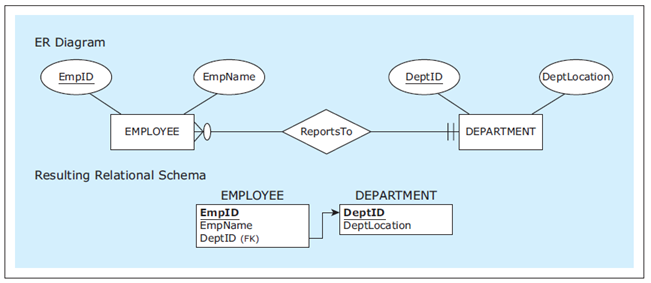 ER Diagram
EmpID
EmpName
DeptID
DeptLocation
EMPLOYEE
ReportsTo
DEPARTMENT
Resulting Relational Schema
EMPLOYEE
EmpID
EmpName
DeptID (FK)
DEPARTMENT
DeptID
DeptLocation